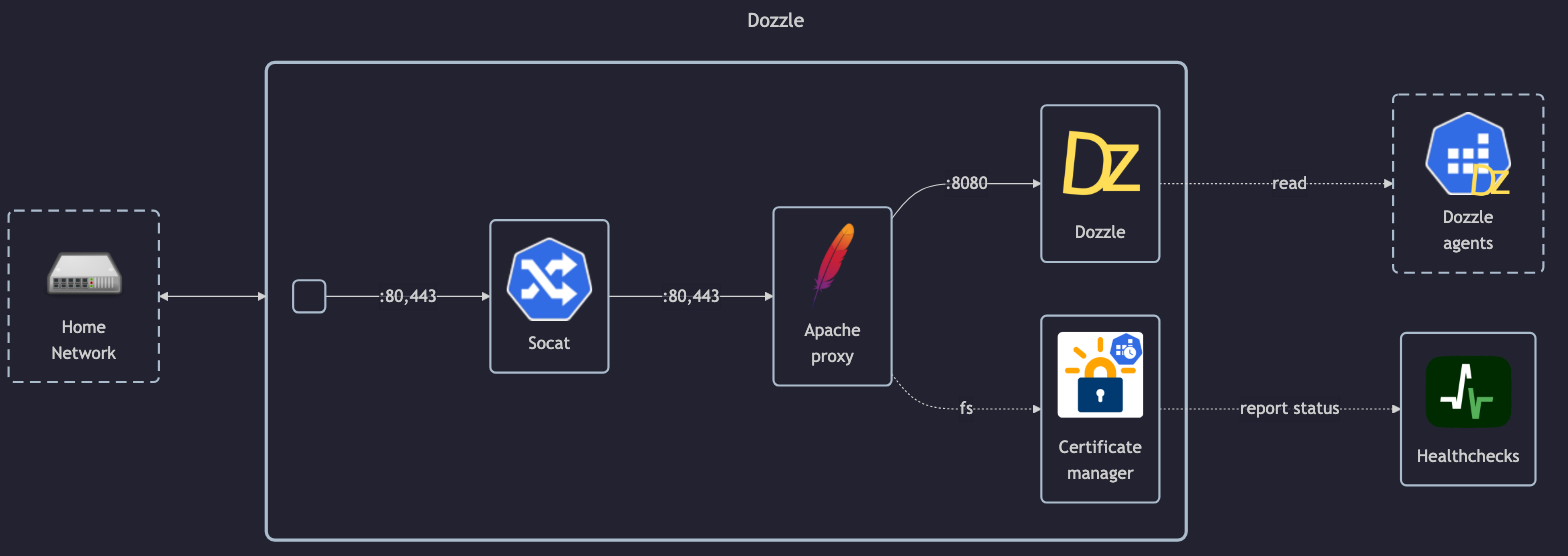 Dozzle
Home
Network
:80,443
Socat
:80,443
Apache
proxy
:8080
Dz
Dozzle
read
Dz
Dozzle
agents
fs
Certificate
manager
report status
Healthchecks